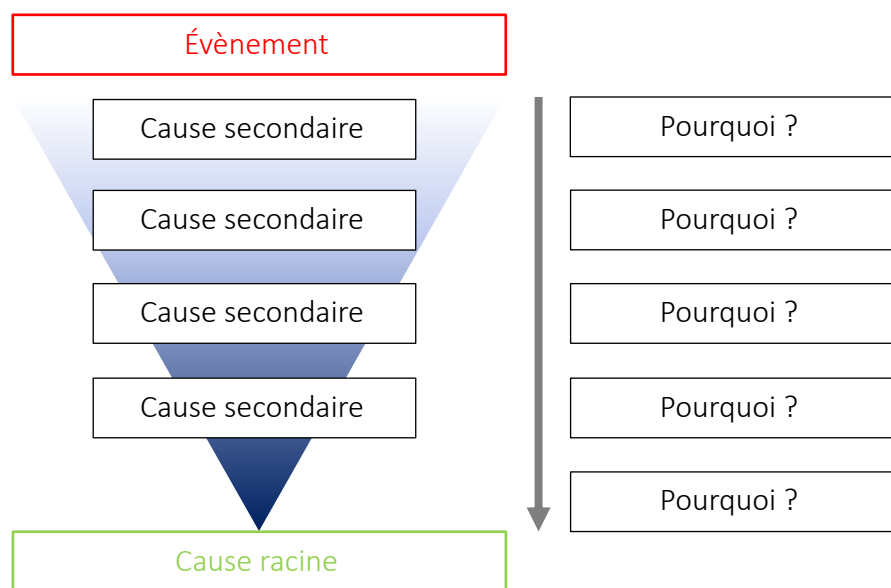 Évènement
Cause secondaire
Pourquoi ?
Cause secondaire
Pourquoi ?
Cause secondaire
Pourquoi ?
Cause secondaire
Pourquoi ?
Pourquoi ?
Cause racine